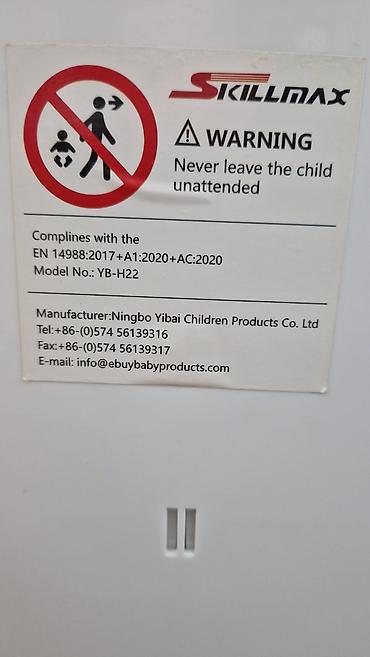 SKILLMAX
WARNING
Never leave the child
unattended
Complines with the
EN 14988:2017+A1:2020+AC:2020
Model No.: YB-H22
Manufacturer:Ningbo Yibai Children Products Co. Ltd
Tel:+86-(0)574 56139316
Fax:+86-(0)574 56139317
E-mail: info@ebuybabyproducts.com